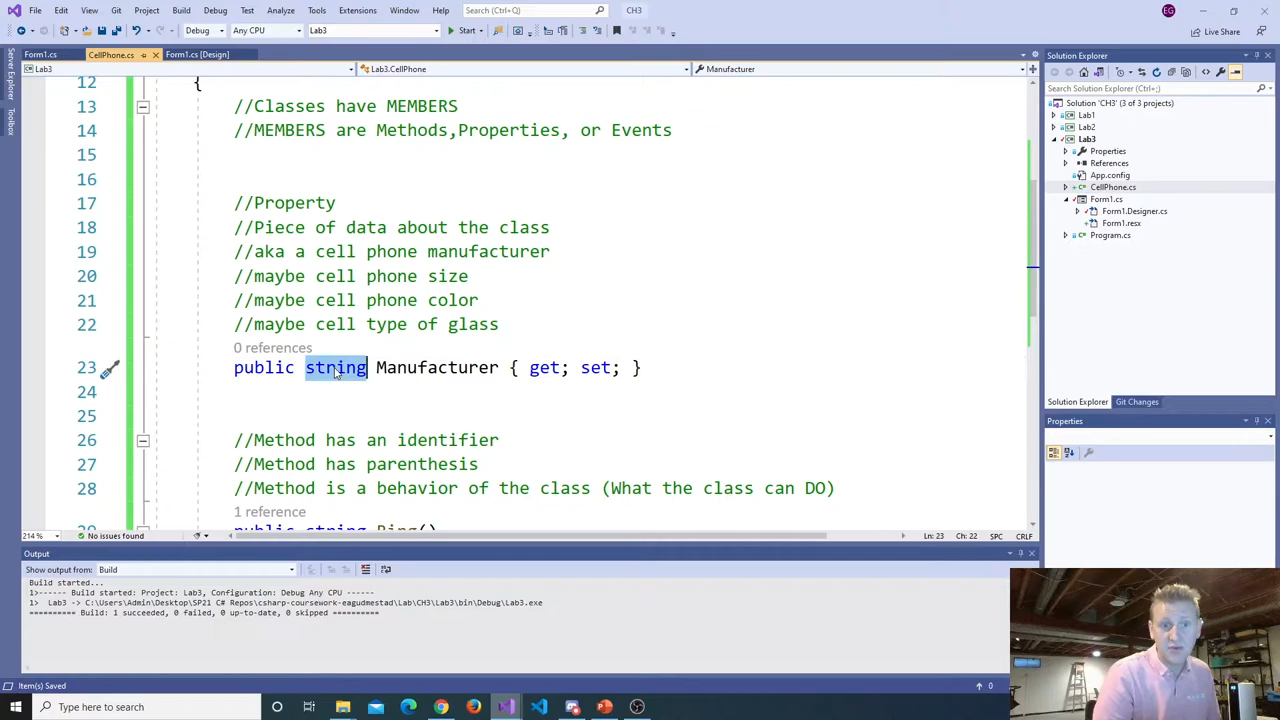 File Edit View Git Project Build Debug Test Analyze Tools Extensions Window Help Search (Ctrl+Q) CH3 EG
Debug Any CPU Lab3 Start Live Share
Form1.cs CellPhone.cs Form1.cs [Design]
Lab3 Lab3.CellPhone Manufacturer
12 {
13 //Classes have MEMBERS
14 //MEMBERS are Methods,Properties, or Events
15
16
17 //Property
18 //Piece of data about the class
19 //aka a cell phone manufacturer
20 //maybe cell phone size
21 //maybe cell phone color
22 //maybe cell type of glass
0 references
23 public string Manufacturer { get; set; }
24
25
26 //Method has an identifier
27 //Method has parenthesis
28 //Method is a behavior of the class (What the class can DO)
1 reference
29 public string Ring()
214 % No issues found Ln: 23 Ch: 22 SPC CRLF
Output
Show output from: Build
Build started...
1>------ Build started: Project: Lab3, Configuration: Debug Any CPU ------
1> Lab3 -> C:\Users\Admin\Desktop\SP21 C# Repos\csharp-coursework-eagudmestad\Lab\CH3\Lab3\bin\Debug\Lab3.exe
========== Build: 1 succeeded, 0 failed, 0 up-to-date, 0 skipped ==========
Server Explorer
Toolbox
Solution Explorer
Search Solution Explorer (Ctrl+;)
Solution 'CH3' (3 of 3 projects)
Lab1
Lab2
Lab3
Properties
References
App.config
CellPhone.cs
Form1.cs
Form1.Designer.cs
Form1.resx
Program.cs
Solution Explorer Git Changes
Properties
Item(s) Saved 0
Type here to search